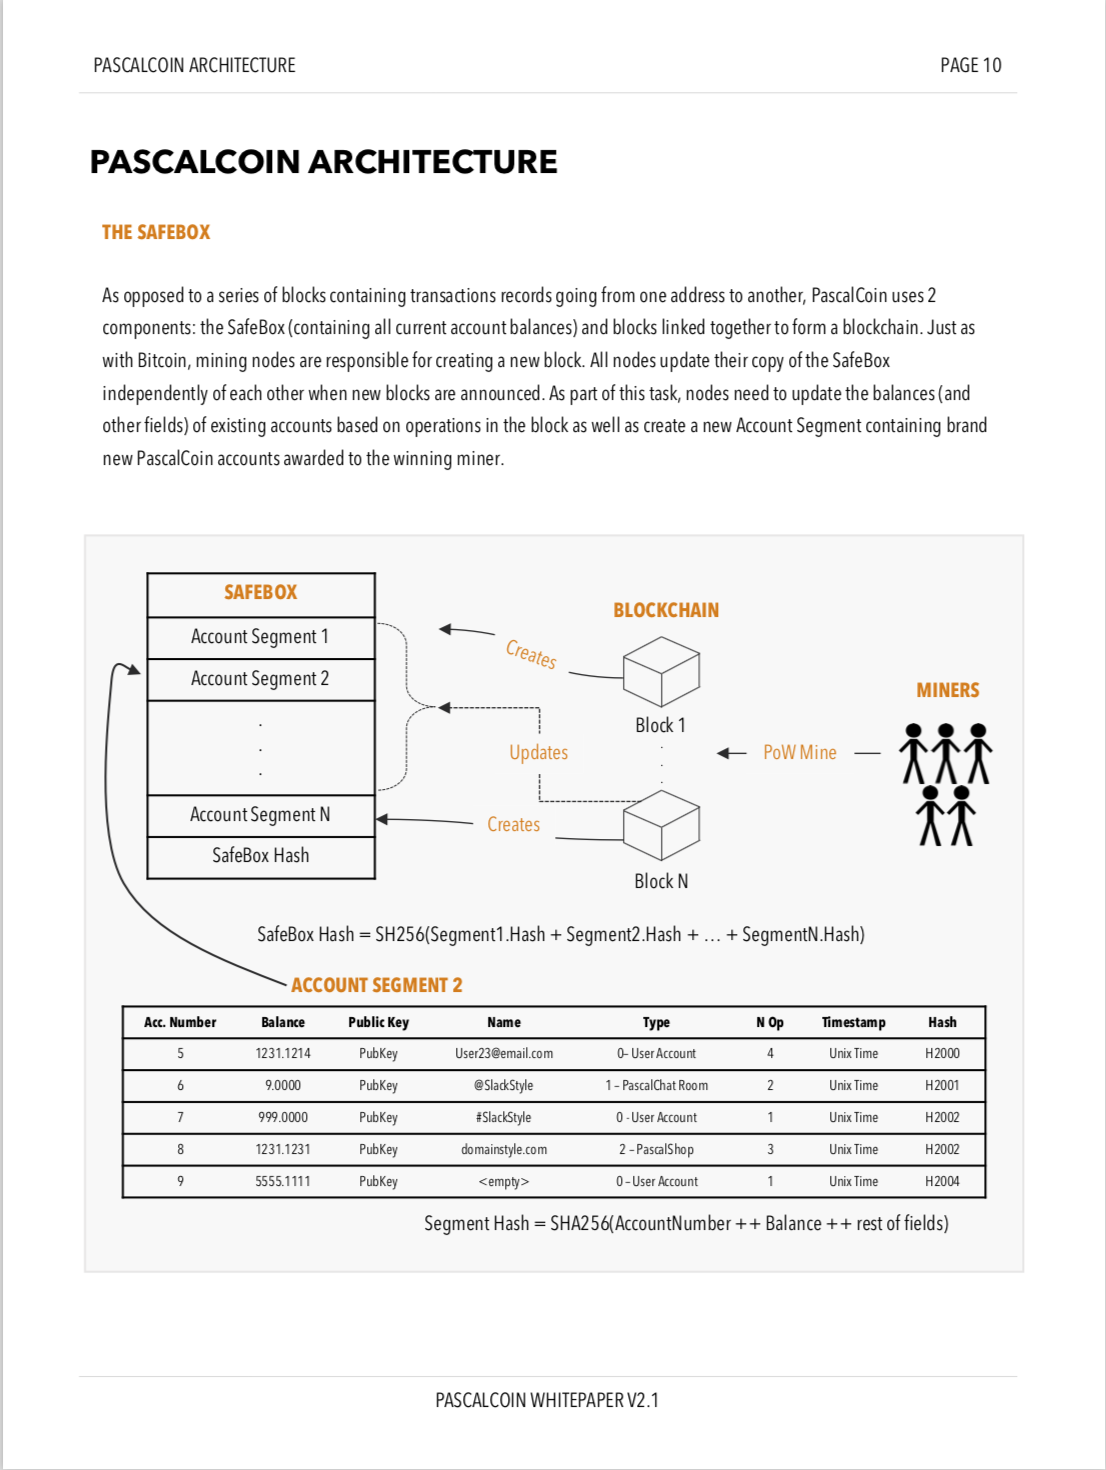 PASCALCOIN ARCHITECTURE PAGE 10
PASCALCOIN ARCHITECTURE
THE SAFEBOX
As opposed to a series of blocks containing transactions records going from one address to another, PascalCoin uses 2
components: the SafeBox (containing all current account balances) and blocks linked together to form a blockchain. Just as
with Bitcoin, mining nodes are responsible for creating a new block. All nodes update their copy of the SafeBox
independently of each other when new blocks are announced. As part of this task, nodes need to update the balances (and
other fields) of existing accounts based on operations in the block as well as create a new Account Segment containing brand
new PascalCoin accounts awarded to the winning miner.
SAFEBOX
Account Segment 1
Account Segment 2
.
.
.
Account Segment N
SafeBox Hash
Creates
Updates
Creates
BLOCKCHAIN
Block 1
.
.
.
Block N
PoW Mine
MINERS
SafeBox Hash = SH256(Segment1.Hash + Segment2.Hash + … + SegmentN.Hash)
ACCOUNT SEGMENT 2
Acc. Number Balance Public Key Name Type N Op Timestamp Hash
5 1231.1214 PubKey User23@email.com 0– User Account 4 Unix Time H2000
6 9.0000 PubKey @SlackStyle 1 – PascalChat Room 2 Unix Time H2001
7 999.0000 PubKey #SlackStyle 0 - User Account 1 Unix Time H2002
8 1231.1231 PubKey domainstyle.com 2 – PascalShop 3 Unix Time H2002
9 5555.1111 PubKey <empty> 0 – User Account 1 Unix Time H2004
Segment Hash = SHA256(AccountNumber ++ Balance ++ rest of fields)
PASCALCOIN WHITEPAPER V2.1